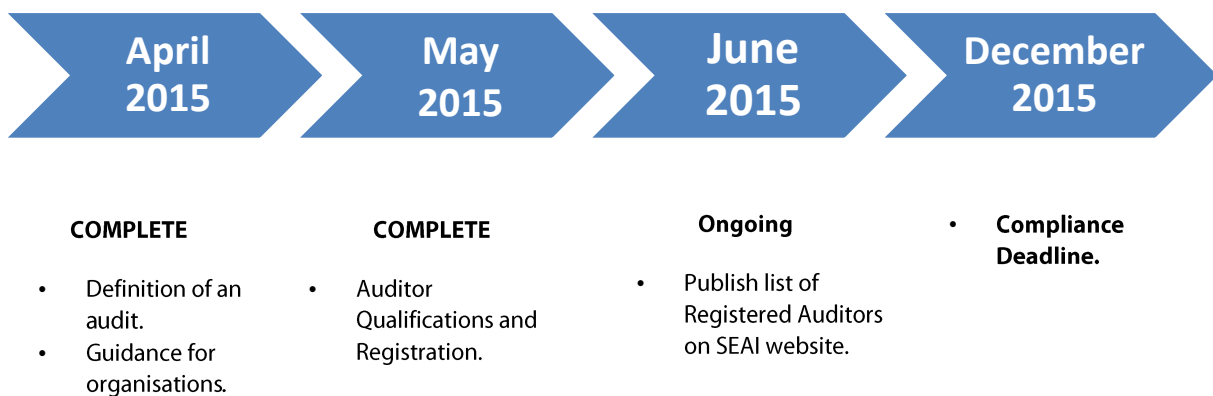 April
2015
May
2015
June
2015
December
2015
COMPLETE
• Definition of an
audit.
• Guidance for
organisations.
COMPLETE
• Auditor
Qualifications and
Registration.
Ongoing
• Publish list of
Registered Auditors
on SEAI website.
• Compliance
Deadline.